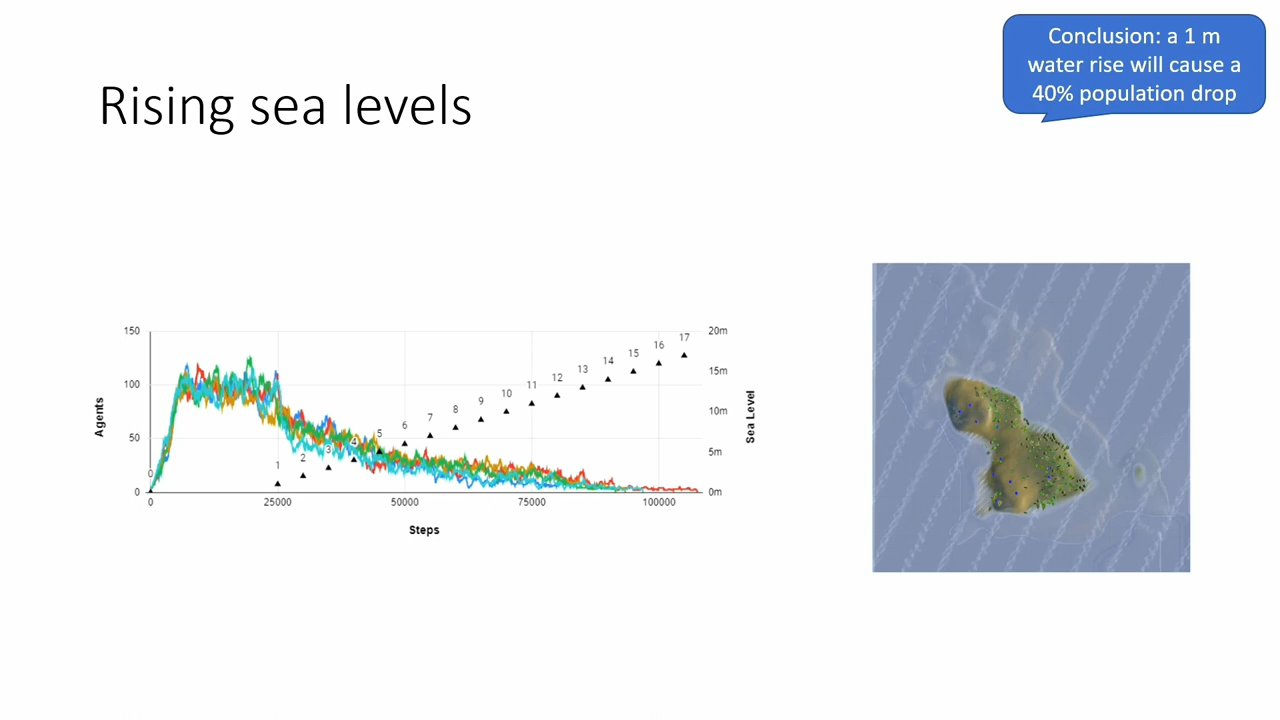 Conclusion: a 1 m
water rise will cause a
40% population drop
Rising sea levels
150
100
50
0
Agents
0
25000
50000
75000
100000
Steps
0
1
2
3
4
5
6
7
8
9
10
11
12
13
14
15
16
17
20m
15m
10m
5m
0m
Sea Level